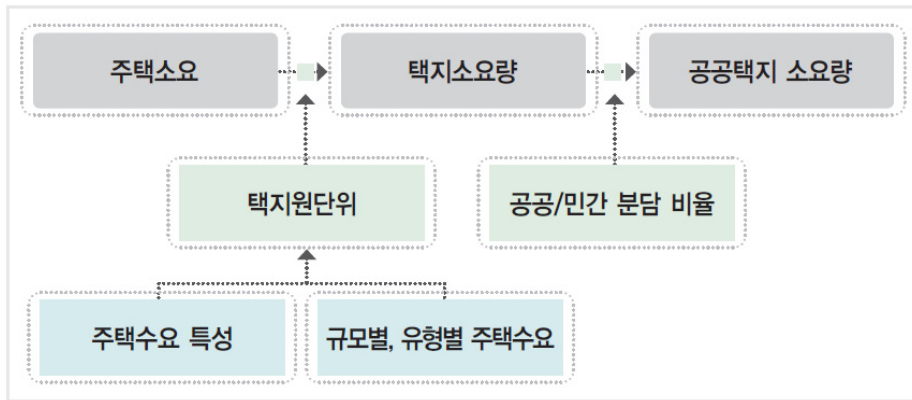 주택소요
택지소요량
공공택지 소요량
택지원단위
공공/민간 분담 비율
주택수요 특성
규모별, 유형별 주택수요